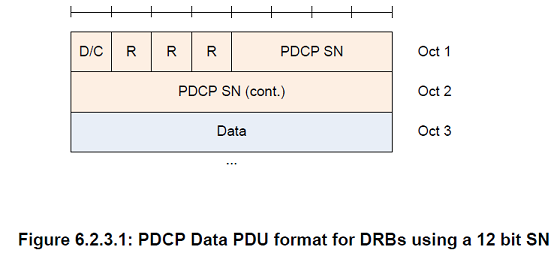 D/C R R R PDCP SN Oct 1
PDCP SN (cont.) Oct 2
Data Oct 3
...
Figure 6.2.3.1: PDCP Data PDU format for DRBs using a 12 bit SN